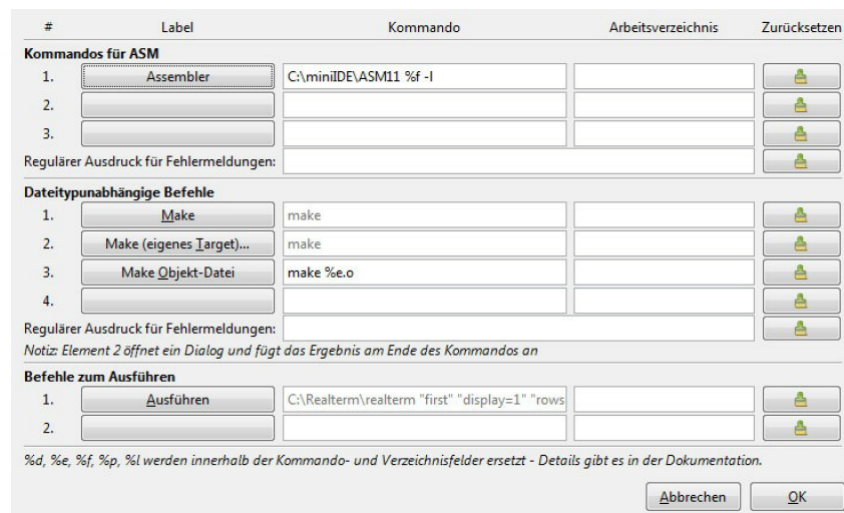 # Label Kommando Arbeitsverzeichnis Zurücksetzen
Kommandos für ASM
1. Assembler C:\miniIDE\ASM11 %f -l
2.
3.
Regulärer Ausdruck für Fehlermeldungen:
Dateitypunabhängige Befehle
1. Make make
2. Make (eigenes Target)... make
3. Make Objekt-Datei make %e.o
4.
Regulärer Ausdruck für Fehlermeldungen:
Notiz: Element 2 öffnet ein Dialog und fügt das Ergebnis am Ende des Kommandos an
Befehle zum Ausführen
1. Ausführen C:\Realterm\realterm "first" "display=1" "rows
2.
%d, %e, %f, %p, %l werden innerhalb der Kommando- und Verzeichnisfelder ersetzt - Details gibt es in der Dokumentation.
Abbrechen OK